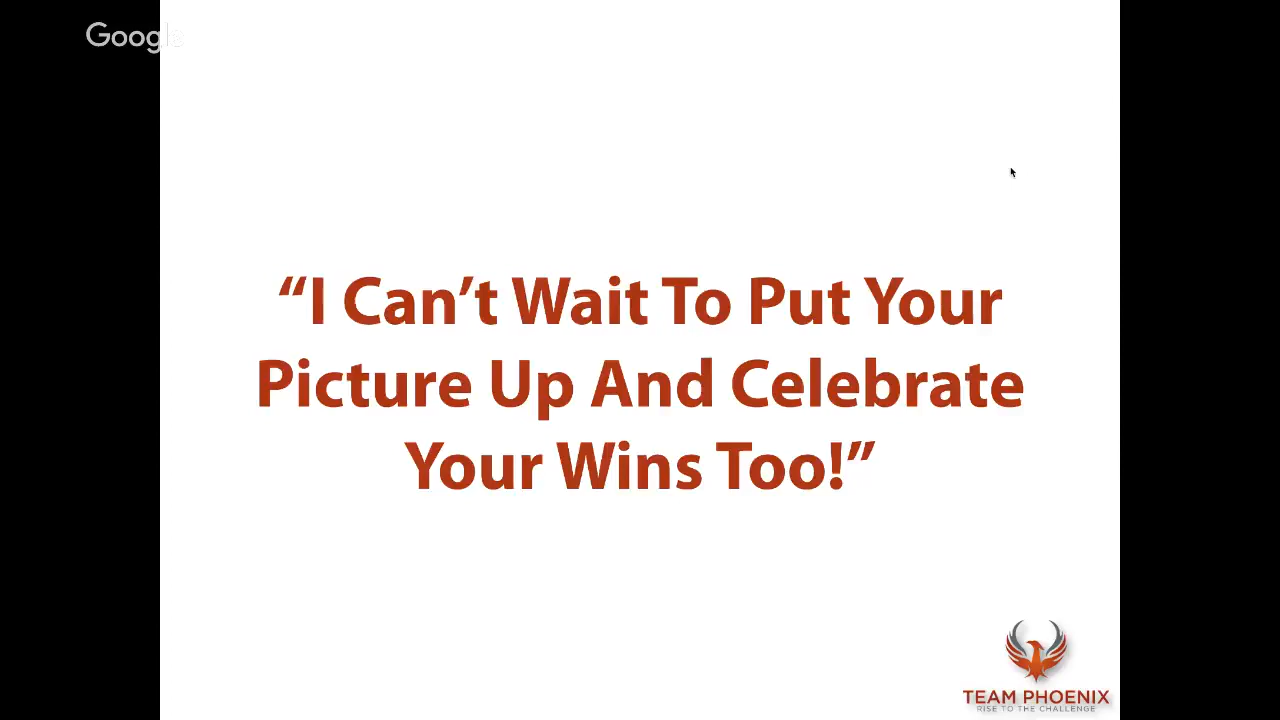 Google
“I Can’t Wait To Put Your
Picture Up And Celebrate
Your Wins Too!”
TEAM PHOENIX
RISE TO THE CHALLENGE